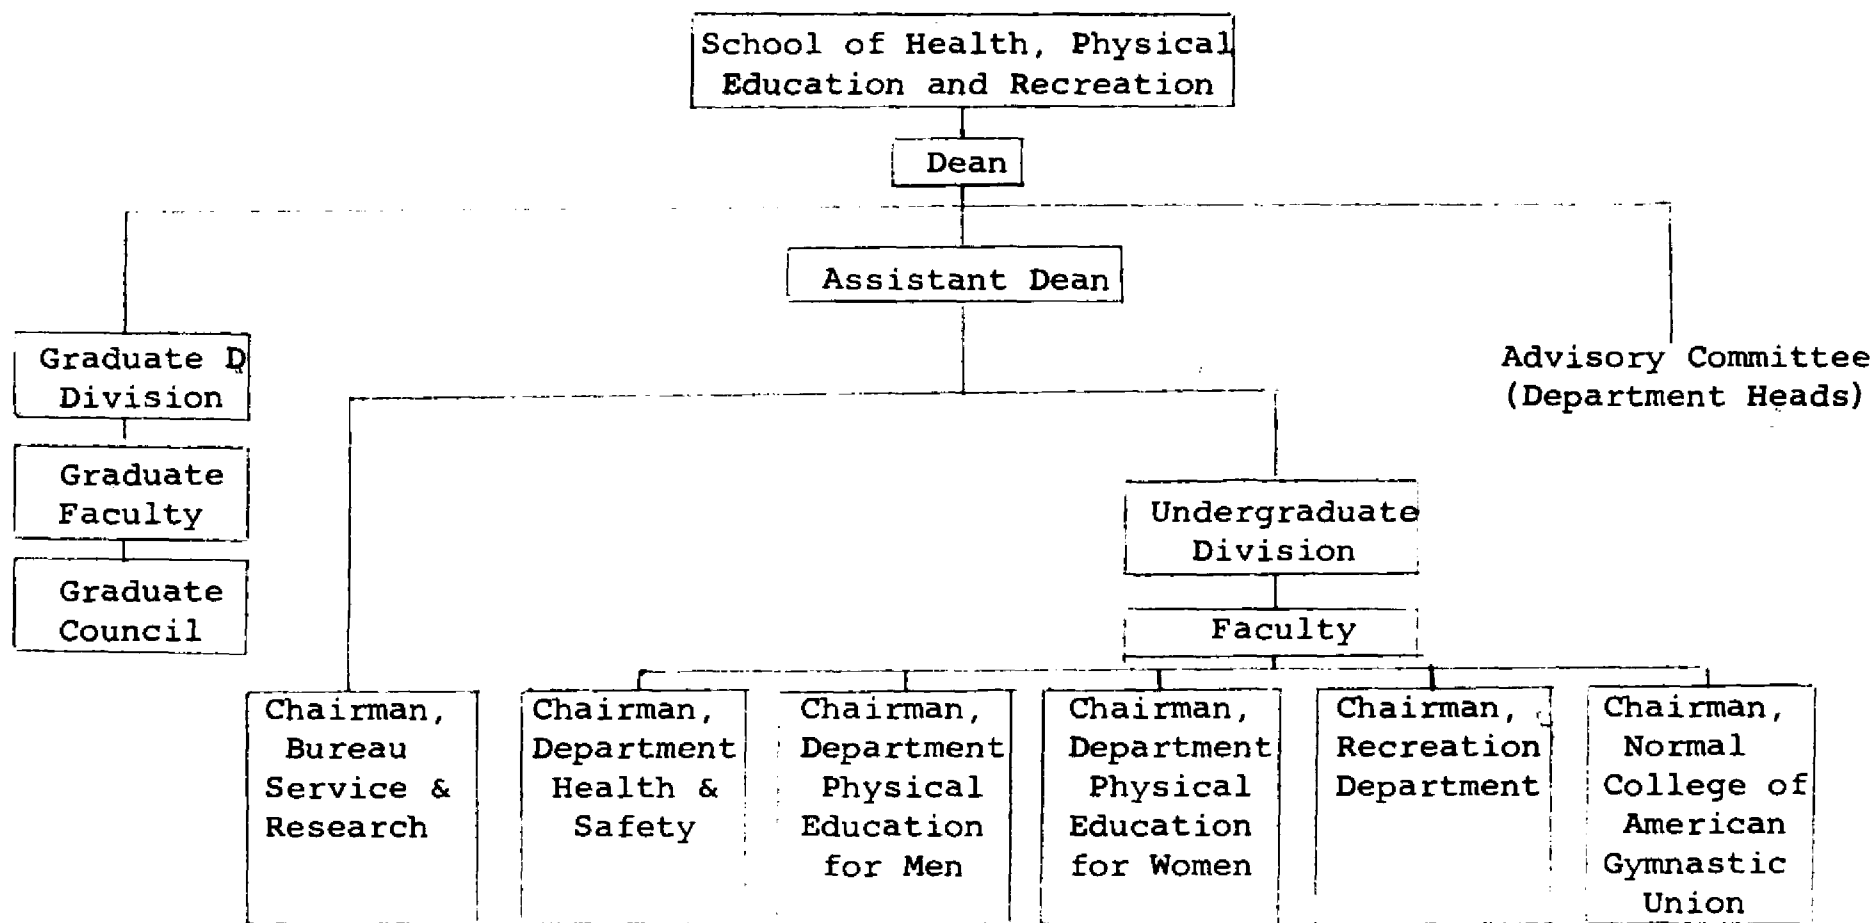 School of Health, Physical
Education and Recreation
Dean
Assistant Dean
Graduate D
Division
Graduate
Faculty
Graduate
Council
Advisory Committee
(Department Heads)
Undergraduate
Division
Faculty
Chairman,
Bureau
Service &
Research
Chairman,
Department
Health &
Safety
Chairman,
Department
Physical
Education
for Men
Chairman,
Department
Physical
Education
for Women
Chairman,
Recreation
Department
Chairman,
Normal
College of
American
Gymnastic
Union